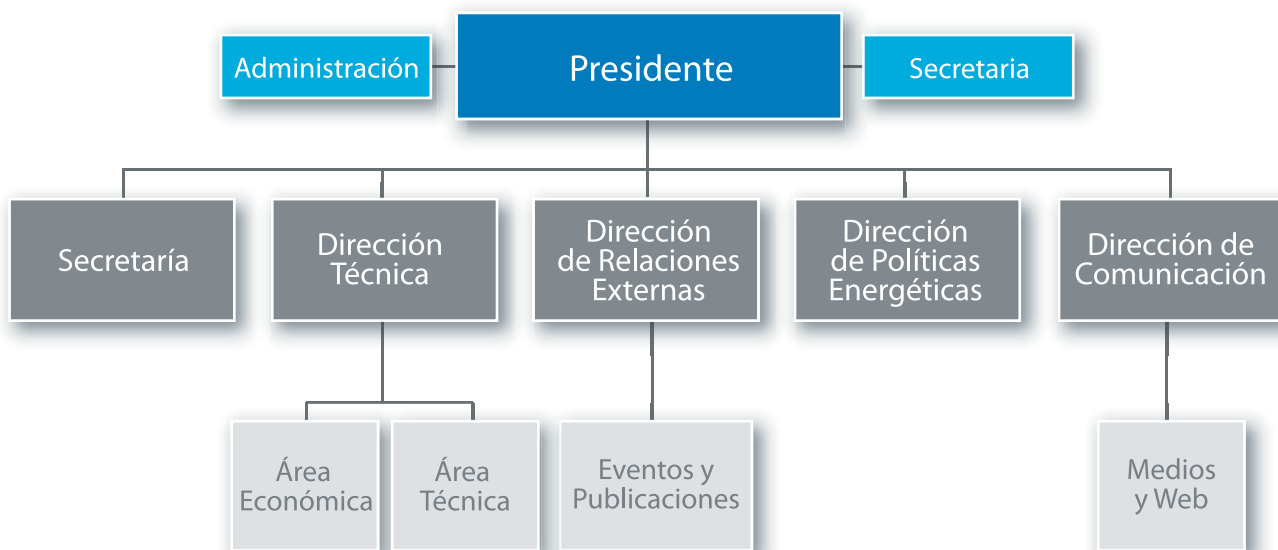 Administración
Presidente
Secretaria
Secretaría
Dirección
Técnica
Dirección
de Relaciones
Externas
Dirección
de Políticas
Energéticas
Dirección de
Comunicación
Área
Económica
Área
Técnica
Eventos y
Publicaciones
Medios
y Web